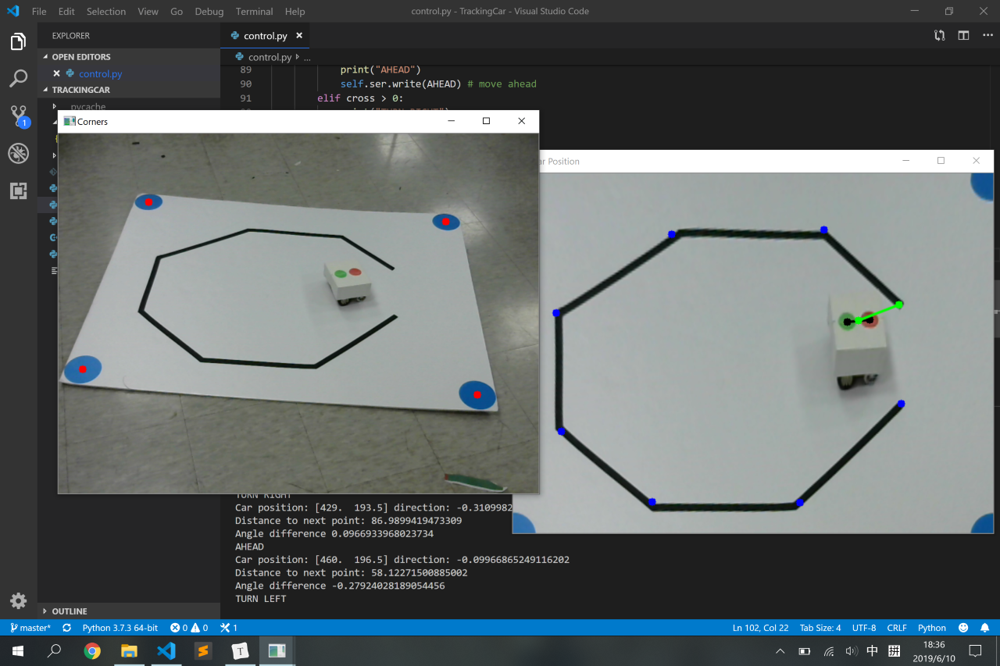 File Edit Selection View Go Debug Terminal Help
control.py - TrackingCar - Visual Studio Code
EXPLORER
OPEN EDITORS
control.py
TRACKINGCAR
pycache
1
OUTLINE
control.py
control.py ...
89 print("AHEAD")
90 self.ser.write(AHEAD) # move ahead
91 elif cross > 0:
Corners
Position
TURN RIGHT
Car position: [429. 193.5] direction: -0.3109982
Distance to next point: 86.9899419473309
Angle difference 0.0966933968023734
AHEAD
Car position: [460. 196.5] direction: -0.09966865249116202
Distance to next point: 58.12271500885002
Angle difference -0.27924028189054456
TURN LEFT
master* Python 3.7.3 64-bit 0 0 1
Ln 102, Col 22 Tab Size: 4 UTF-8 CRLF Python
T
中 拼
18:36
2019/6/10